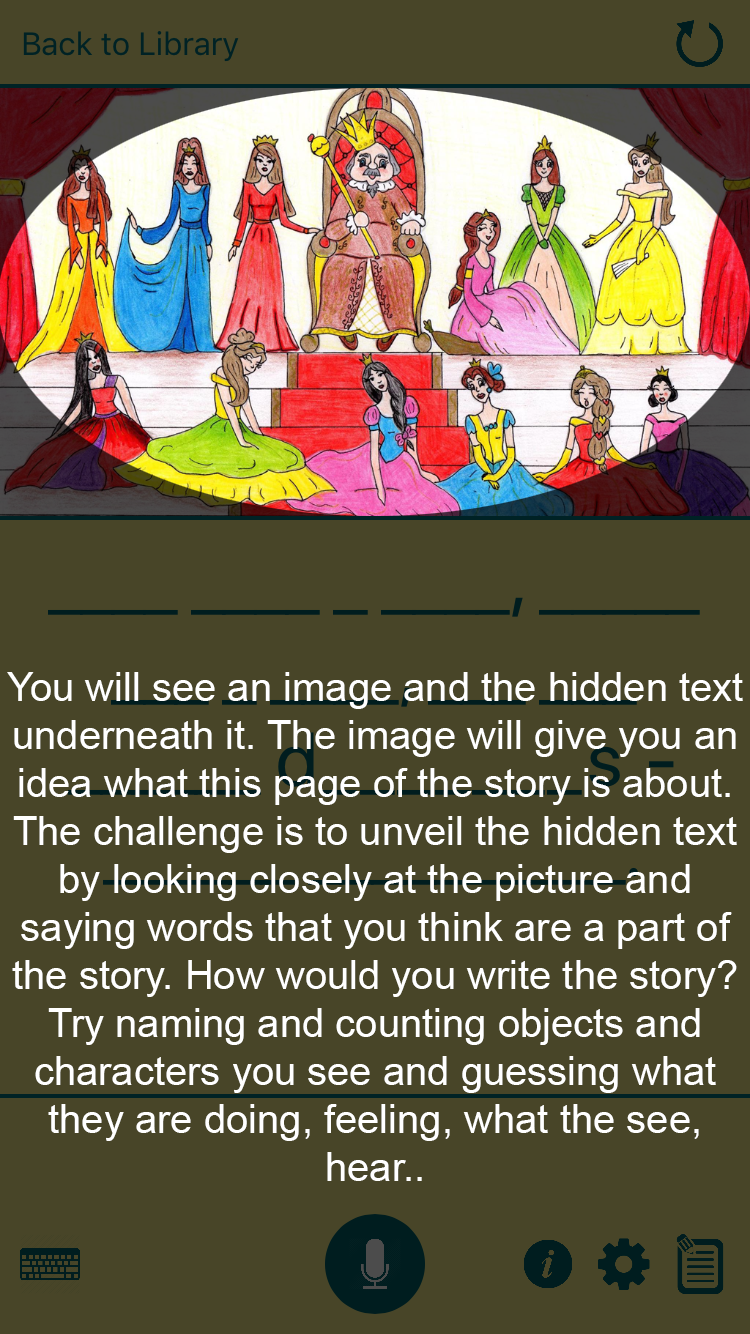 Back to Library
You will see an image and the hidden text
underneath it. The image will give you an
idea what this page of the story is about.
The challenge is to unveil the hidden text
by looking closely at the picture and
saying words that you think are a part of
the story. How would you write the story?
Try naming and counting objects and
characters you see and guessing what
they are doing, feeling, what the see,
hear..